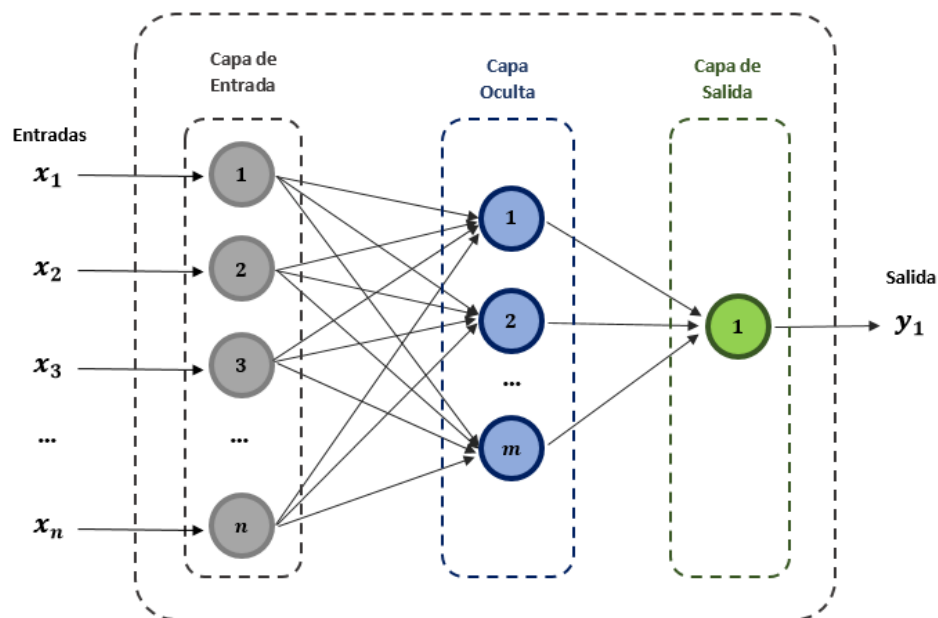 Capa de
Entrada
Capa
Oculta
Capa de
Salida
Entradas
x₁
1
x₂
2
x₃
3
...
...
xₙ
n
1
2
...
m
1
Salida
y₁